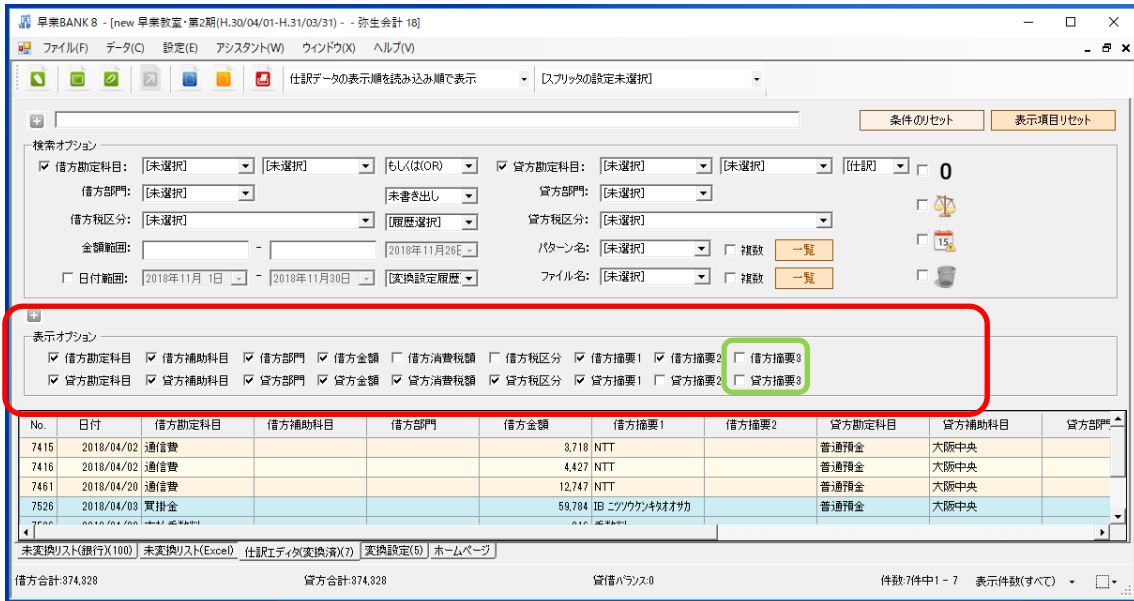 早業BANK 8 - [new 早業教室・第2期(H.30/04/01-H.31/03/31) - - 弥生会計 18]
ファイル(F) データ(C) 設定(E) アシスタント(W) ウィンドウ(X) ヘルプ(V)
仕訳データの表示順を読み込み順で表示 [スプリッタの設定未選択]
条件のリセット 表示項目リセット
検索オプション
借方勘定科目: [未選択] [未選択] もしくは(OR) 貸方勘定科目: [未選択] [未選択] [仕訳] 0
借方部門: [未選択] 未書き出し 貸方部門: [未選択]
借方税区分: [未選択] [履歴選択] 貸方税区分: [未選択]
金額範囲: - 2018年11月26日 パターン名: [未選択] 複数 一覧 15
日付範囲: 2018年11月 1日 - 2018年11月30日 [変換設定履歴 ファイル名: [未選択] 複数 一覧
表示オプション
借方勘定科目 借方補助科目 借方部門 借方金額 借方消費税額 借方税区分 借方摘要1 借方摘要2 借方摘要3
貸方勘定科目 貸方補助科目 貸方部門 貸方金額 貸方消費税額 貸方税区分 貸方摘要1 貸方摘要2 貸方摘要3
No. 日付 借方勘定科目 借方補助科目 借方部門 借方金額 借方摘要1 借方摘要2 貸方勘定科目 貸方補助科目 貸方部門
7415 2018/04/02 通信費 3,718 NTT 普通預金 大阪中央
7416 2018/04/02 通信費 4,427 NTT 普通預金 大阪中央
7461 2018/04/20 通信費 12,747 NTT 普通預金 大阪中央
7526 2018/04/03 買掛金 59,784 IB ニツソウケンキタオオサカ 普通預金 大阪中央
未変換リスト(銀行)(100) 未変換リスト(Excel) 仕訳エディタ(変換済)(7) 変換設定(5) ホームページ
借方合計:374,328 貸方合計:374,328 貸借バランス:0 件数:7件中1 - 7 表示件数(すべて)